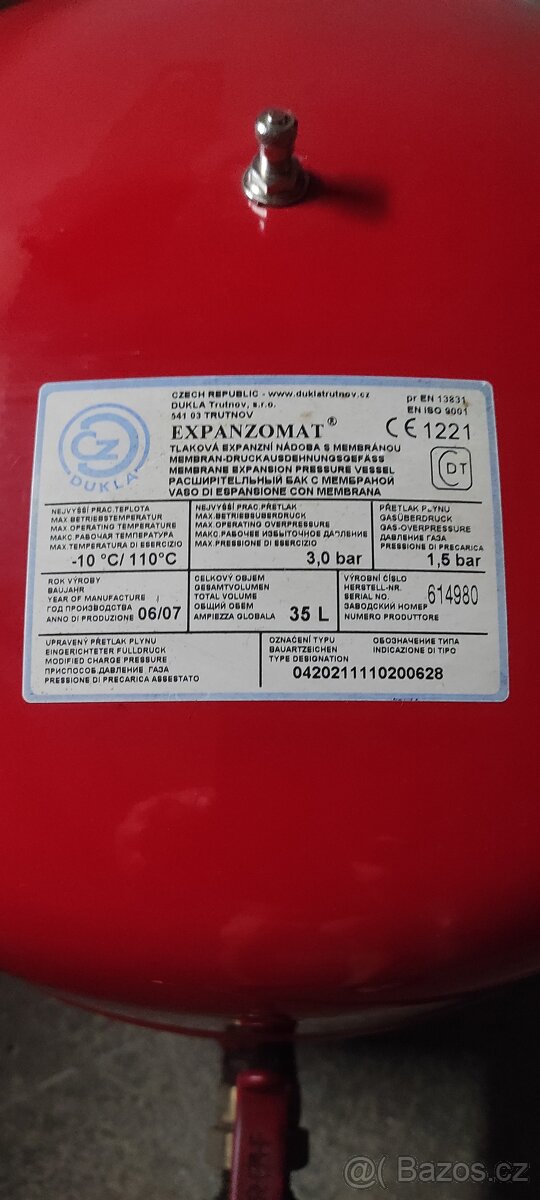 CZECH REPUBLIC - www.duklatrutnov.cz
DUKLA Trutnov, s.r.o.
541 03 TRUTNOV
pr EN 13831
EN ISO 9001
EXPANZOMAT®
CE 1221
TLAKOVÁ EXPANZNÍ NÁDOBA S MEMBRÁNOU
MEMBRAN-DRUCKAUSDEHNUNGSGEFÄSS
MEMBRANE EXPANSION PRESSURE VESSEL
РАСШИРИТЕЛЬНЫЙ БАК С МЕМБРАНОЙ
VASO DI ESPANSIONE CON MEMBRANA
CZ
DUKLA
DT
NEJVYŠŠÍ PRAC.TEPLOTA
MAX.BETRIEBSTEMPERATUR
MAX.OPERATING TEMPERATURE
МАКС.РАБОЧАЯ ТЕМПЕРАТУРА
MAX.TEMPERATURA DI ESERCIZIO
-10 °C/ 110°C
NEJVYŠŠÍ PRAC.PŘETLAK
MAX.BETRIEBSÜBERDRUCK
MAX.OPERATING OVERPRESSURE
МАКС.РАБОЧЕЕ ИЗБЫТОЧНОЕ ДАВЛЕНИЕ
MAX.PRESSIONE DI ESERCIZIO
3,0 bar
PŘETLAK PLYNU
GASÜBERDRUCK
GAS-OVERPRESSURE
ДАВЛЕНИЕ ГАЗА
PRESSIONE DI PRECARICA
1,5 bar
ROK VÝROBY
BAUJAHR
YEAR OF MANUFACTURE
ГОД ПРОИЗВОДСТВА
ANNO DI PRODUZIONE
06/07
CELKOVÝ OBJEM
GESAMTVOLUMEN
TOTAL VOLUME
ОБЩИЙ ОБЕМ
AMPIEZZA GLOBALA
35 L
VÝROBNÍ ČÍSLO
HERSTELL-NR.
SERIAL NO.
ЗАВОДСКИЙ НОМЕР
NUMERO PRODUTTORE
614980
UPRAVENÝ PŘETLAK PLYNU
EINGERICHTETER FULLDRUCK
MODIFIED CHARGE PRESSURE
ПРИСПОСОБ.ДАВЛЕНИЕ ГАЗА
PRESSIONE DI PRECARICA ASSESTATO
OZNAČENÍ TYPU
BAUARTZEICHEN
TYPE DESIGNATION
ОБОЗНАЧЕНИЕ ТИПА
INDICAZIONE DI TIPO
0420211110200628
@ Bazoš.cz